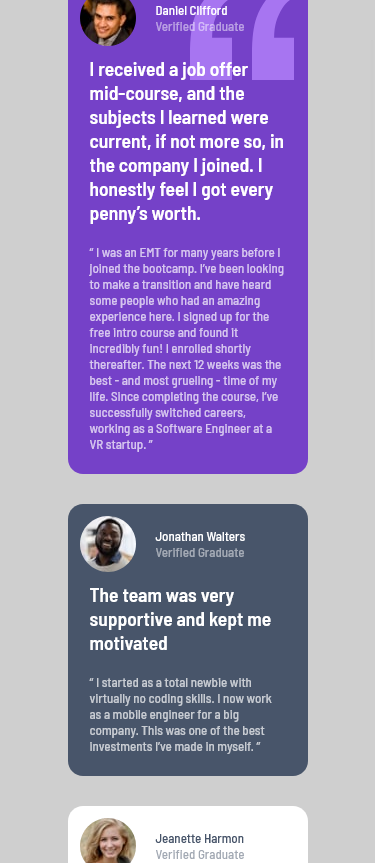 Daniel Clifford
Verified Graduate
I received a job offer
mid-course, and the
subjects I learned were
current, if not more so, in
the company I joined. I
honestly feel I got every
penny’s worth.
“ I was an EMT for many years before I
joined the bootcamp. I’ve been looking
to make a transition and have heard
some people who had an amazing
experience here. I signed up for the
free intro course and found it
incredibly fun! I enrolled shortly
thereafter. The next 12 weeks was the
best - and most grueling - time of my
life. Since completing the course, I’ve
successfully switched careers,
working as a Software Engineer at a
VR startup. ”
Jonathan Walters
Verified Graduate
The team was very
supportive and kept me
motivated
“ I started as a total newbie with
virtually no coding skills. I now work
as a mobile engineer for a big
company. This was one of the best
investments I’ve made in myself. ”
Jeanette Harmon
Verified Graduate